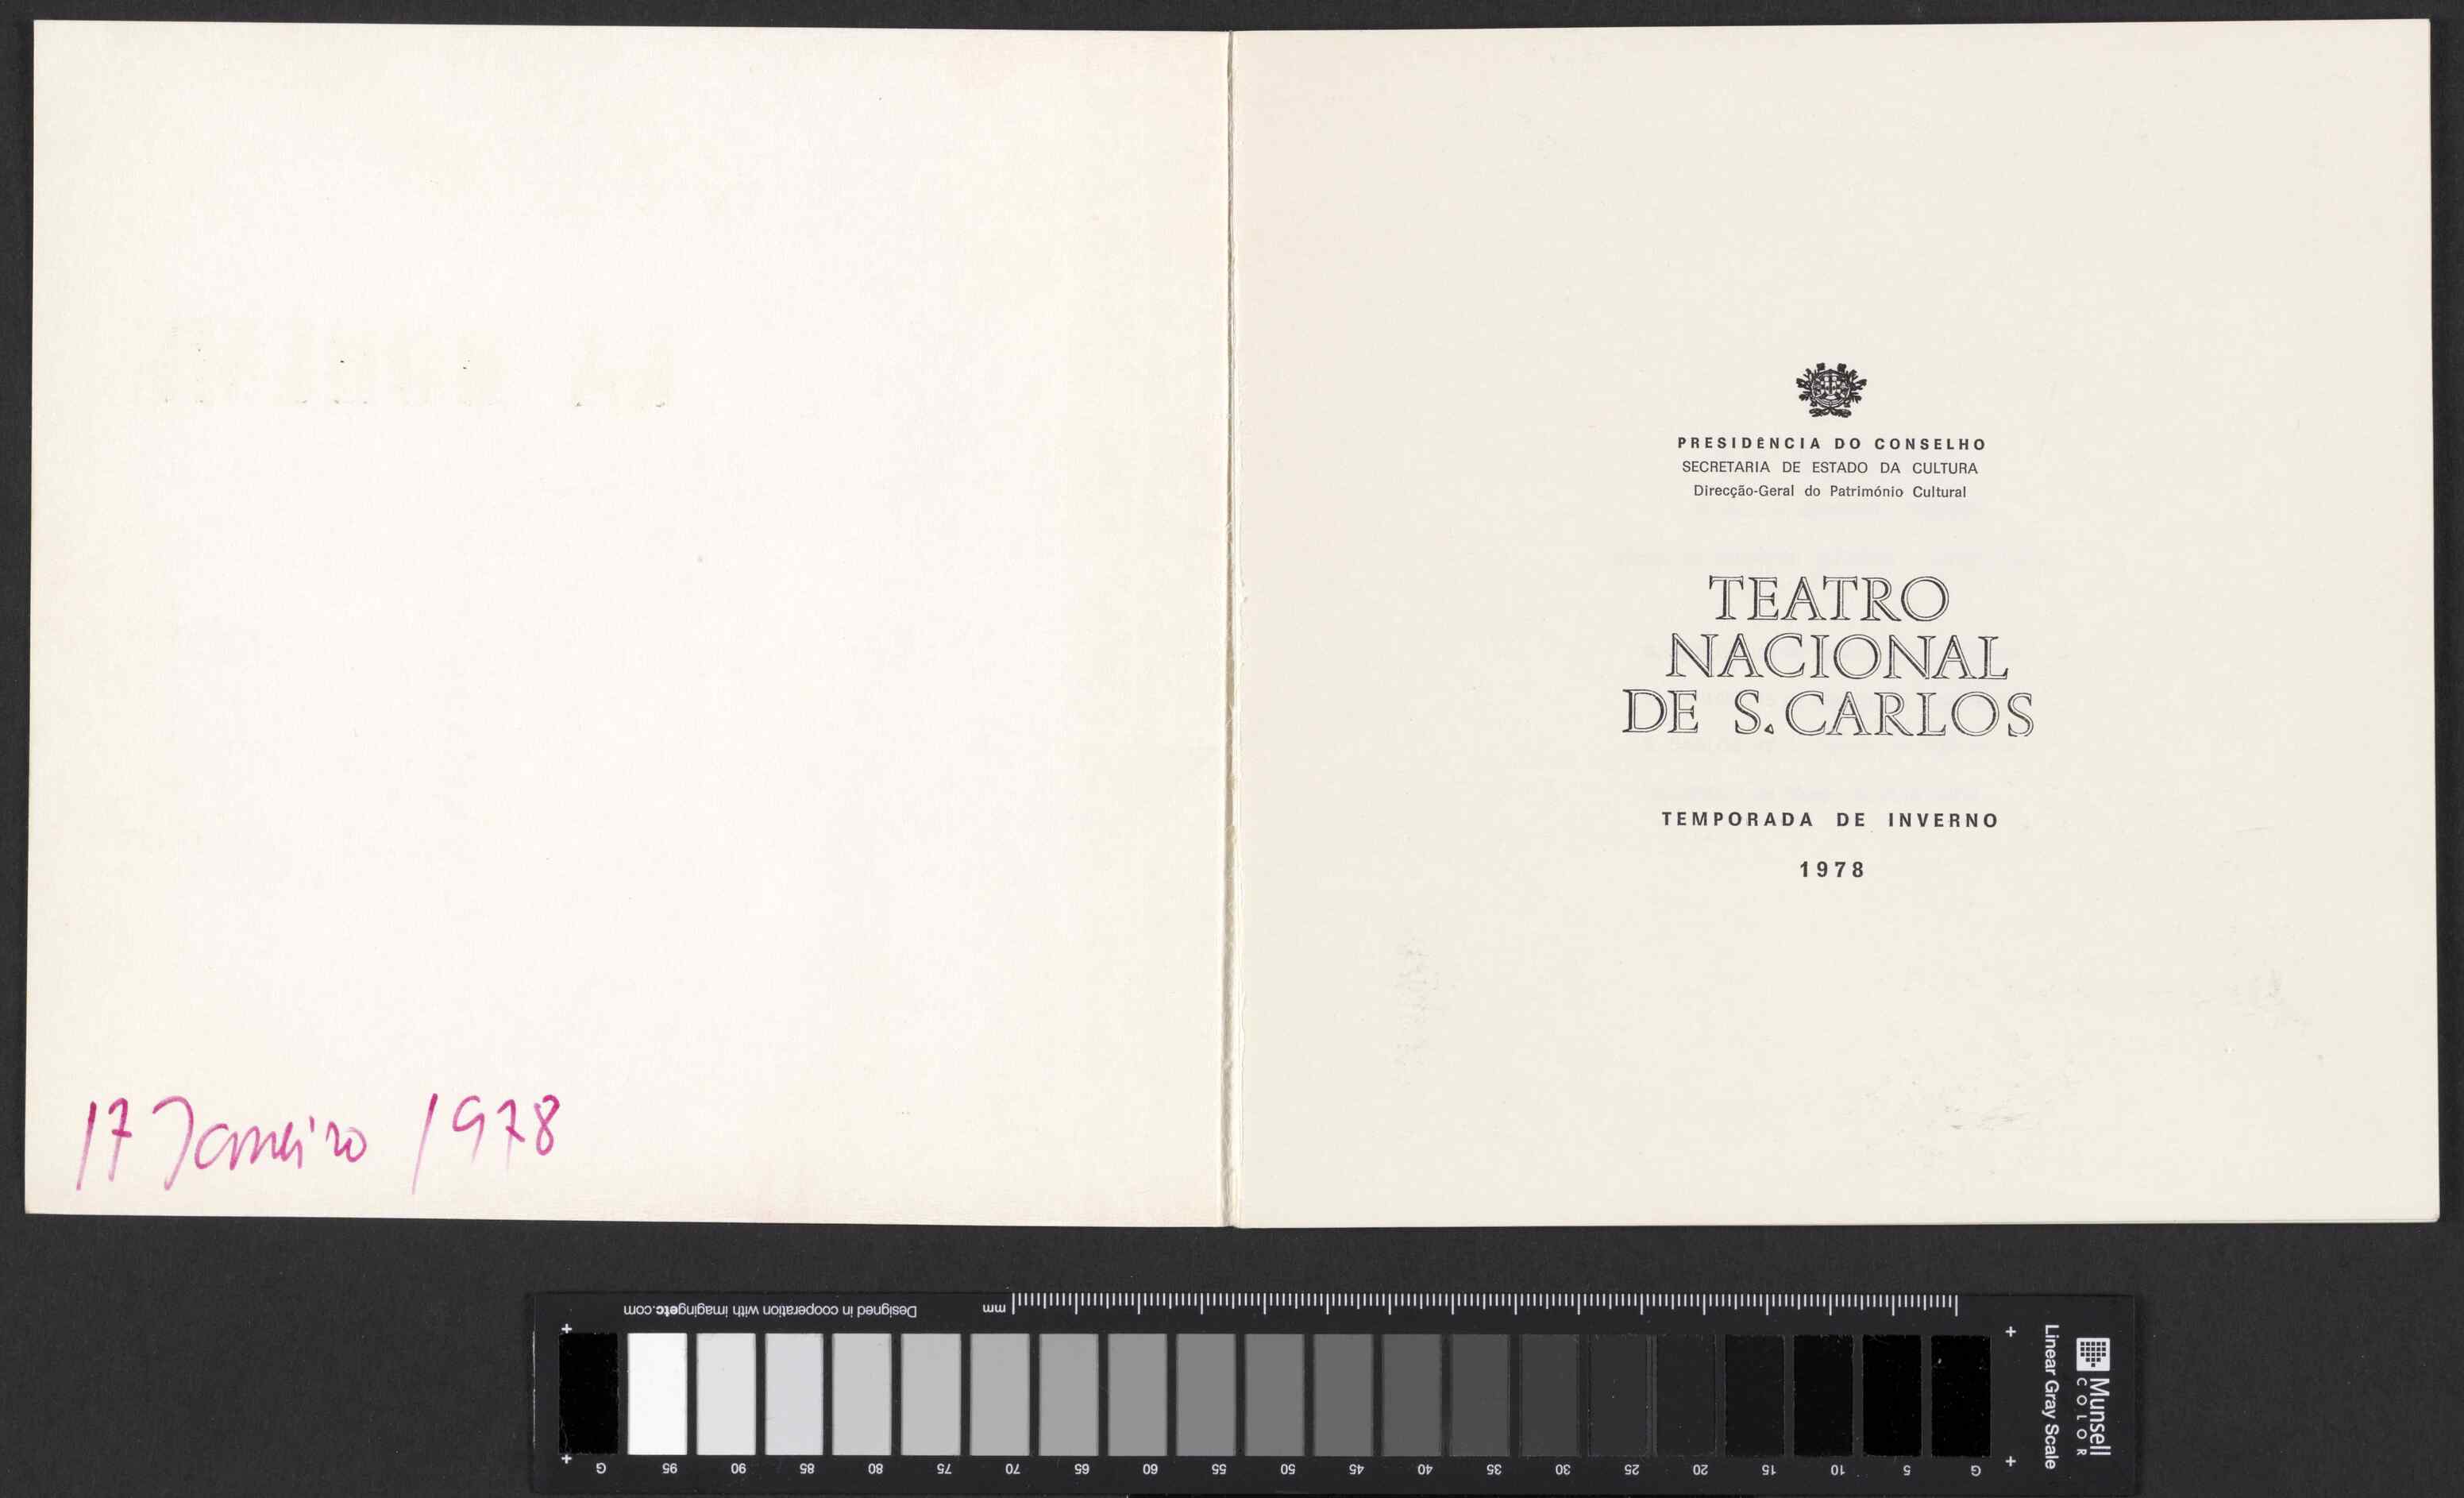 17 Janeiro 1978
PRESIDÊNCIA DO CONSELHO
SECRETARIA DE ESTADO DA CULTURA
Direcção-Geral do Património Cultural
TEATRO
NACIONAL
DE S. CARLOS
TEMPORADA DE INVERNO
1978
Designed in cooperation with imagingetc.com
mm
G 95 90 85 80 75 70 65 60 55 50 45 40 35 30 25 20 15 10 5 G
Linear Gray Scale
Munsell
COLOR